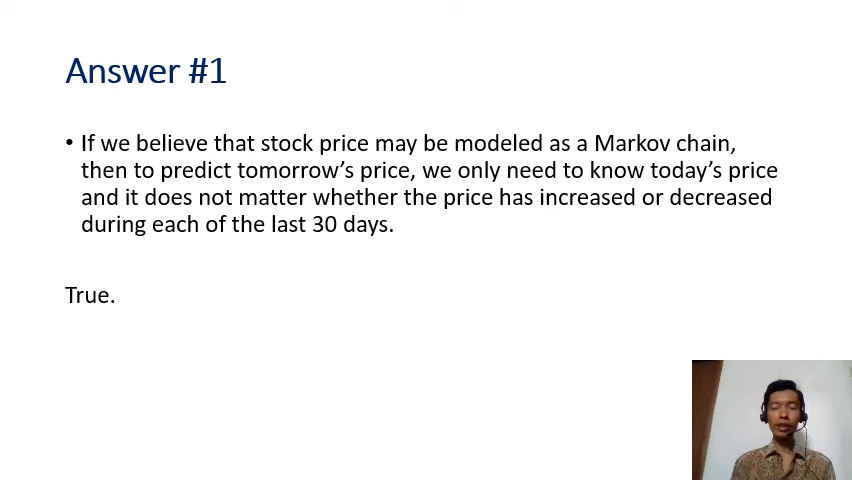 Answer #1
• If we believe that stock price may be modeled as a Markov chain,
then to predict tomorrow’s price, we only need to know today’s price
and it does not matter whether the price has increased or decreased
during each of the last 30 days.
True.